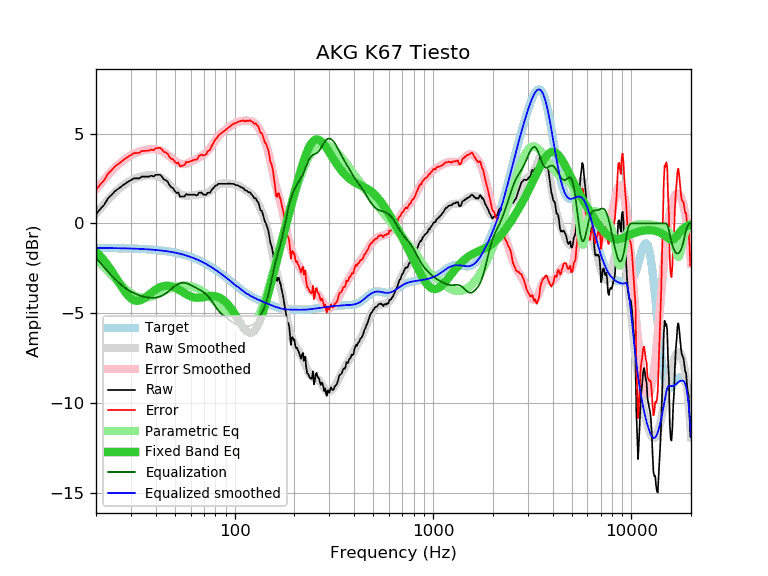 AKG K67 Tiesto
Amplitude (dBr)
5
0
−5
−10
−15
Target
Raw Smoothed
Error Smoothed
Raw
Error
Parametric Eq
Fixed Band Eq
Equalization
Equalized smoothed
100
1000
10000
Frequency (Hz)